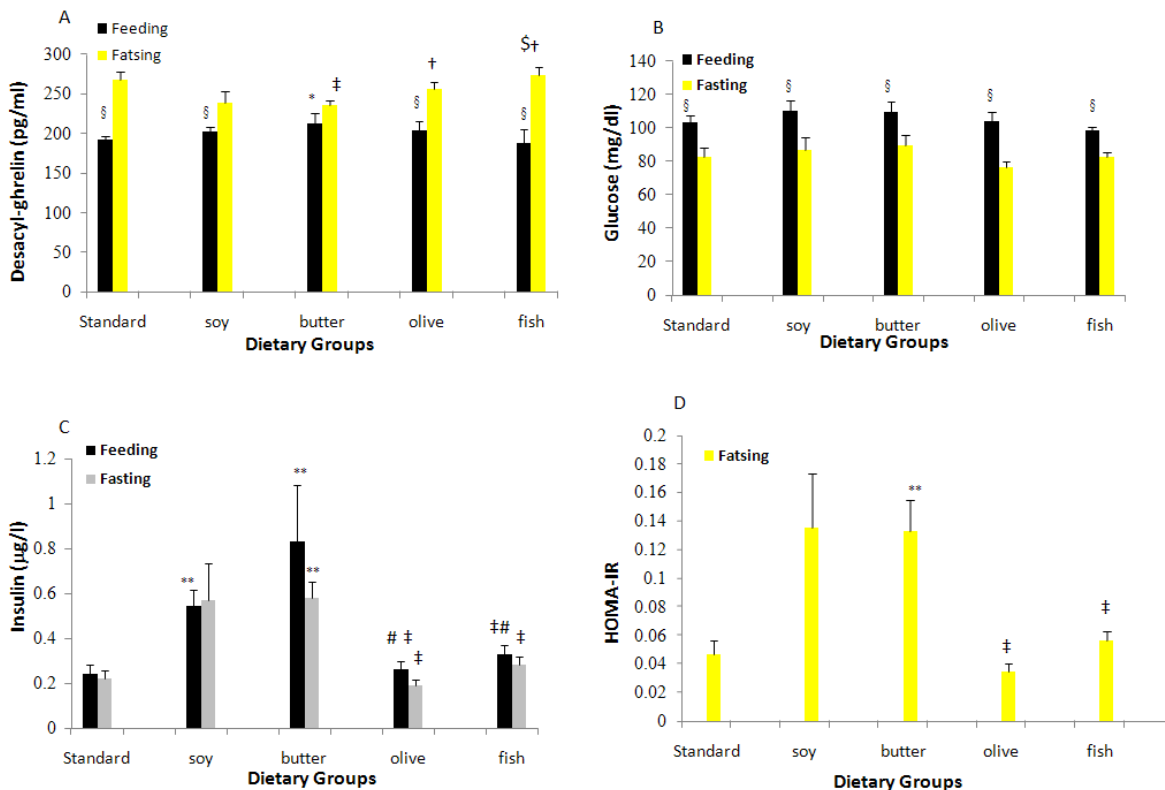 A
Feeding
Fatsing
Desacyl-ghrelin (pg/ml)
300
250
200
150
100
50
0
§ § * ‡ § † § $†
Standard soy butter olive fish
Dietary Groups
B
Feeding
Fasting
Glucose (mg/dl)
140
120
100
80
60
40
20
0
§ § § § §
Standard soy butter olive fish
Dietary Groups
C
Feeding
Fasting
Insulin (µg/l)
1.2
1
0.8
0.6
0.4
0.2
0
** ** ** # ‡ ‡ ‡# ‡
Standard soy butter olive fish
Dietary Groups
D
Fatsing
HOMA-IR
0.2
0.18
0.16
0.14
0.12
0.1
0.08
0.06
0.04
0.02
0
** ‡ ‡
Standard soy butter olive fish
Dietary Groups